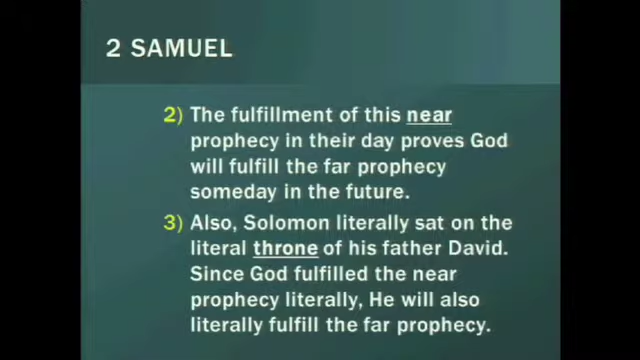 2 SAMUEL
2) The fulfillment of this near
prophecy in their day proves God
will fulfill the far prophecy
someday in the future.
3) Also, Solomon literally sat on the
literal throne of his father David.
Since God fulfilled the near
prophecy literally, He will also
literally fulfill the far prophecy.